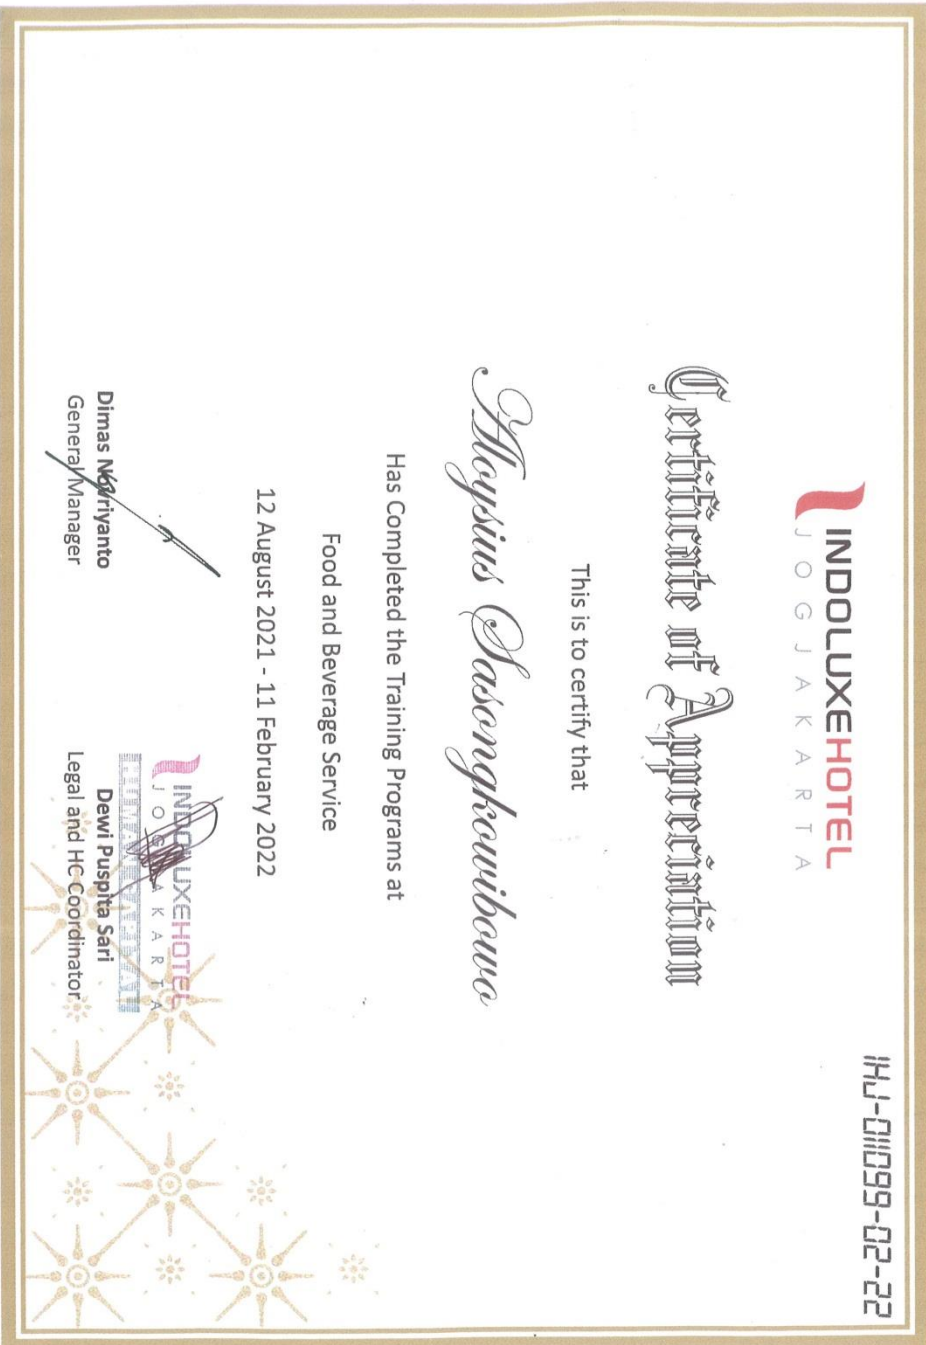 IHJ-011099-02-22
INDOLUXEHOTEL
JOGJAKARTA
Certificate of Appreciation
This is to certify that
Aloysius Sasongkowibowo
Has Completed the Training Programs at
Food and Beverage Service
12 August 2021 - 11 February 2022
INDOLUXEHOTEL
JOGJAKARTA
Dimas Novriyanto
General Manager
Dewi Puspita Sari
Legal and HC Coordinator